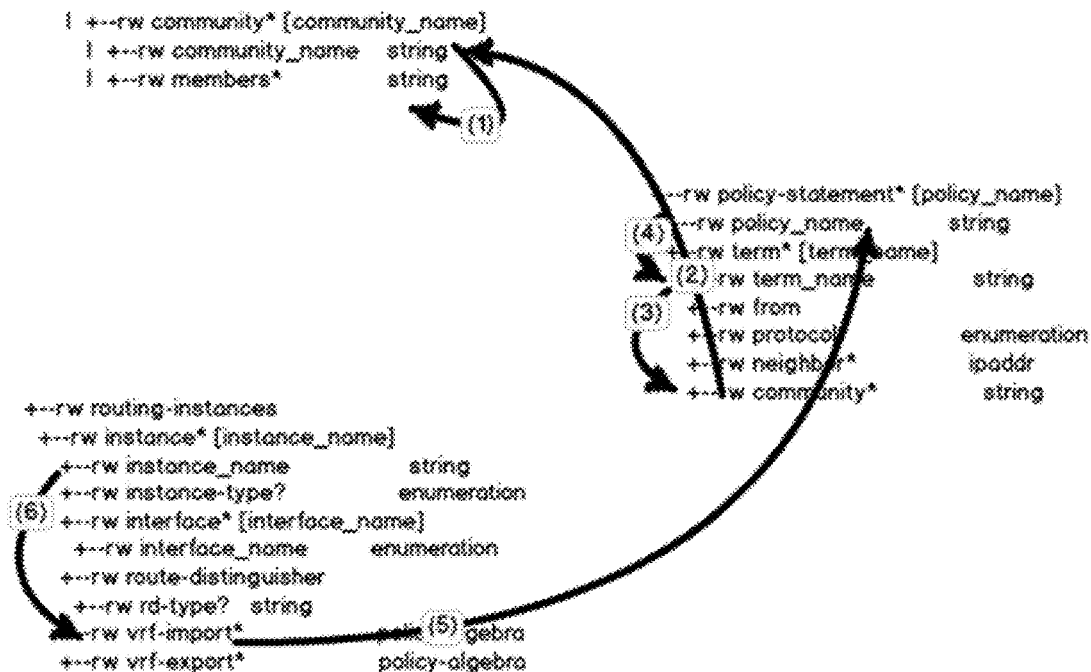 | +--rw community* [community_name]
| +--rw community_name string
| +--rw members* string
(1)
--rw policy-statement* [policy_name]
--rw policy_name string
(4)
+--rw term* [term_name]
(2)
--rw term_name string
+--rw from
(3)
+--rw protocol enumeration
+--rw neighbor* ipaddr
+--rw community* string
+--rw routing-instances
+--rw instance* [instance_name]
+--rw instance_name string
+--rw instance-type? enumeration
(6)
+--rw interface* [interface_name]
+--rw interface_name enumeration
+--rw route-distinguisher
+--rw rd-type? string
--rw vrf-import* (5)
+--rw vrf-export* policy-algebra